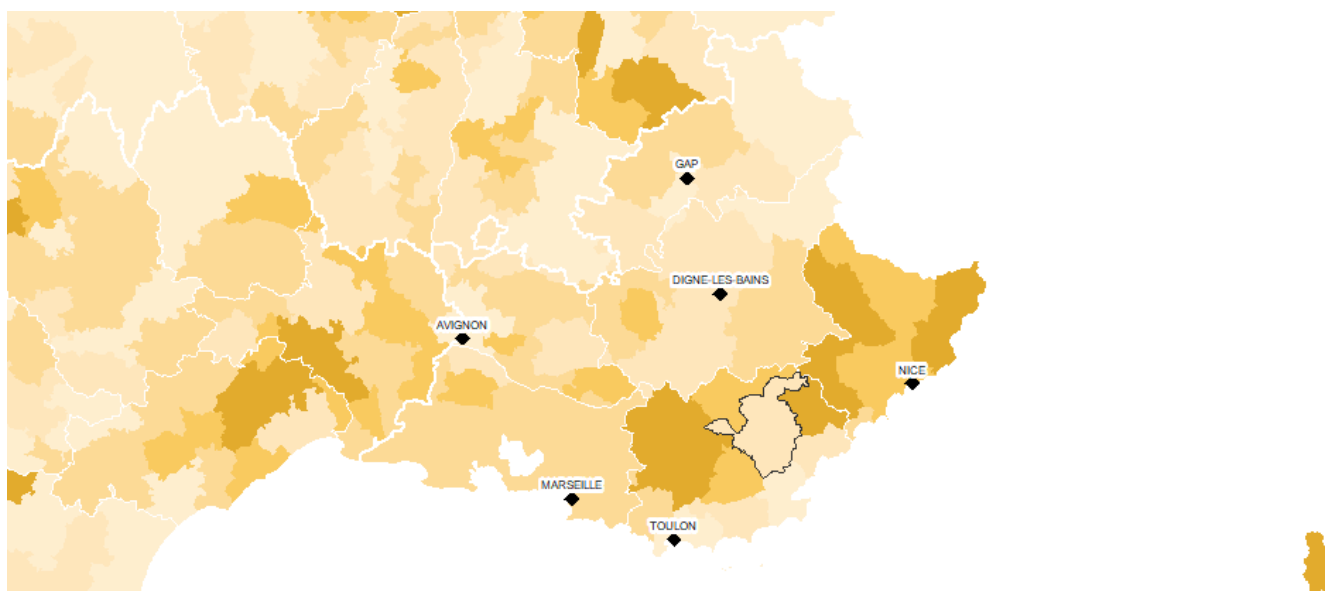 GAP
DIGNE-LES-BAINS
AVIGNON
NICE
MARSEILLE
TOULON